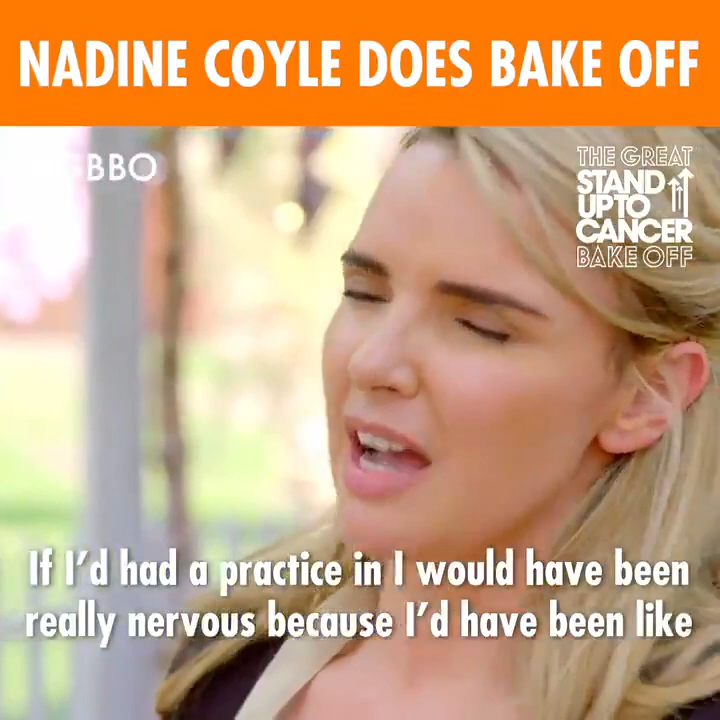 NADINE COYLE DOES BAKE OFF
GBBO
THE GREAT
STAND
UP TO
CANCER
BAKE OFF
If I'd had a practice in I would have been
really nervous because I'd have been like